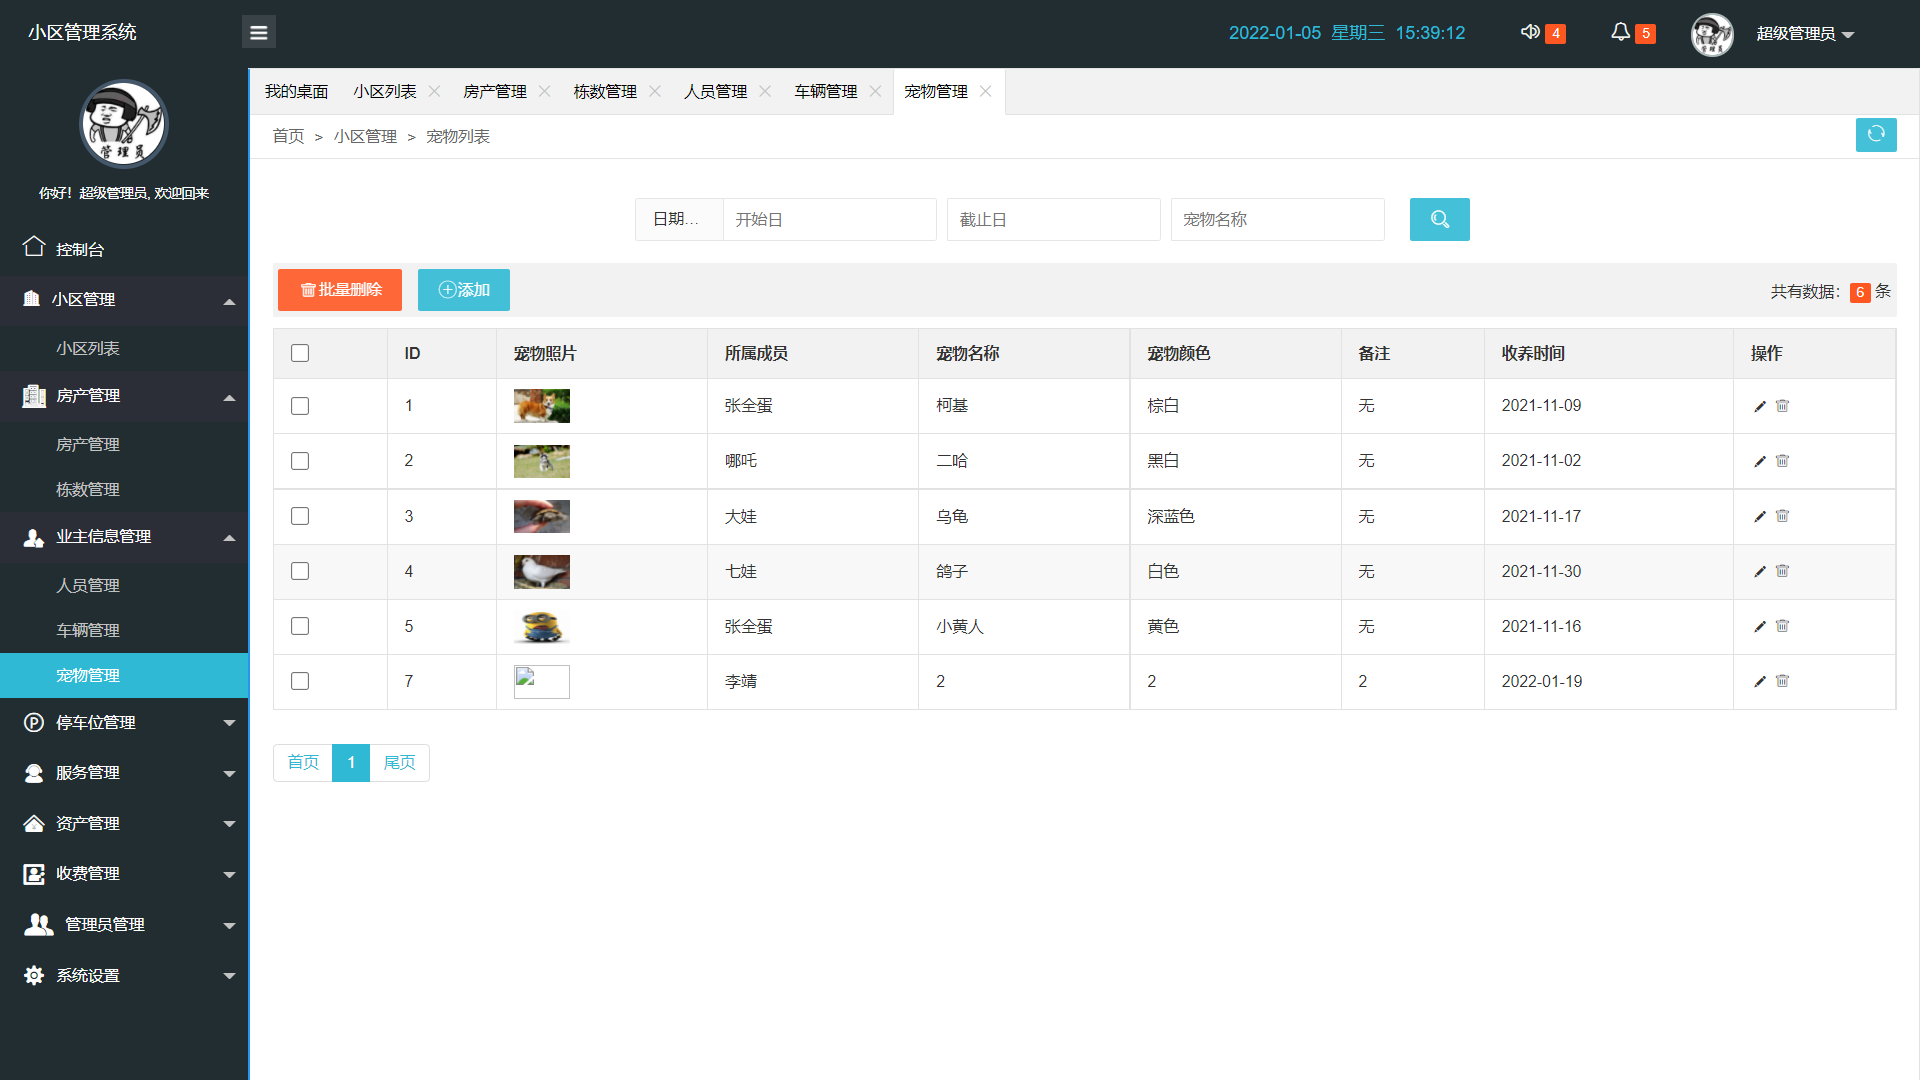 小区管理系统
2022-01-05 星期三 15:39:12
4
5
超级管理员
管理员
你好！超级管理员, 欢迎回来
控制台
小区管理
小区列表
房产管理
房产管理
栋数管理
业主信息管理
人员管理
车辆管理
宠物管理
停车位管理
服务管理
资产管理
收费管理
管理员管理
系统设置
我的桌面 小区列表 房产管理 栋数管理 人员管理 车辆管理 宠物管理
首页 > 小区管理 > 宠物列表
日期... 开始日 截止日 宠物名称
批量删除 添加 共有数据：6 条
ID 宠物照片 所属成员 宠物名称 宠物颜色 备注 收养时间 操作
1 张全蛋 柯基 棕白 无 2021-11-09
2 哪吒 二哈 黑白 无 2021-11-02
3 大娃 乌龟 深蓝色 无 2021-11-17
4 七娃 鸽子 白色 无 2021-11-30
5 张全蛋 小黄人 黄色 无 2021-11-16
7 李靖 2 2 2 2022-01-19
首页 1 尾页